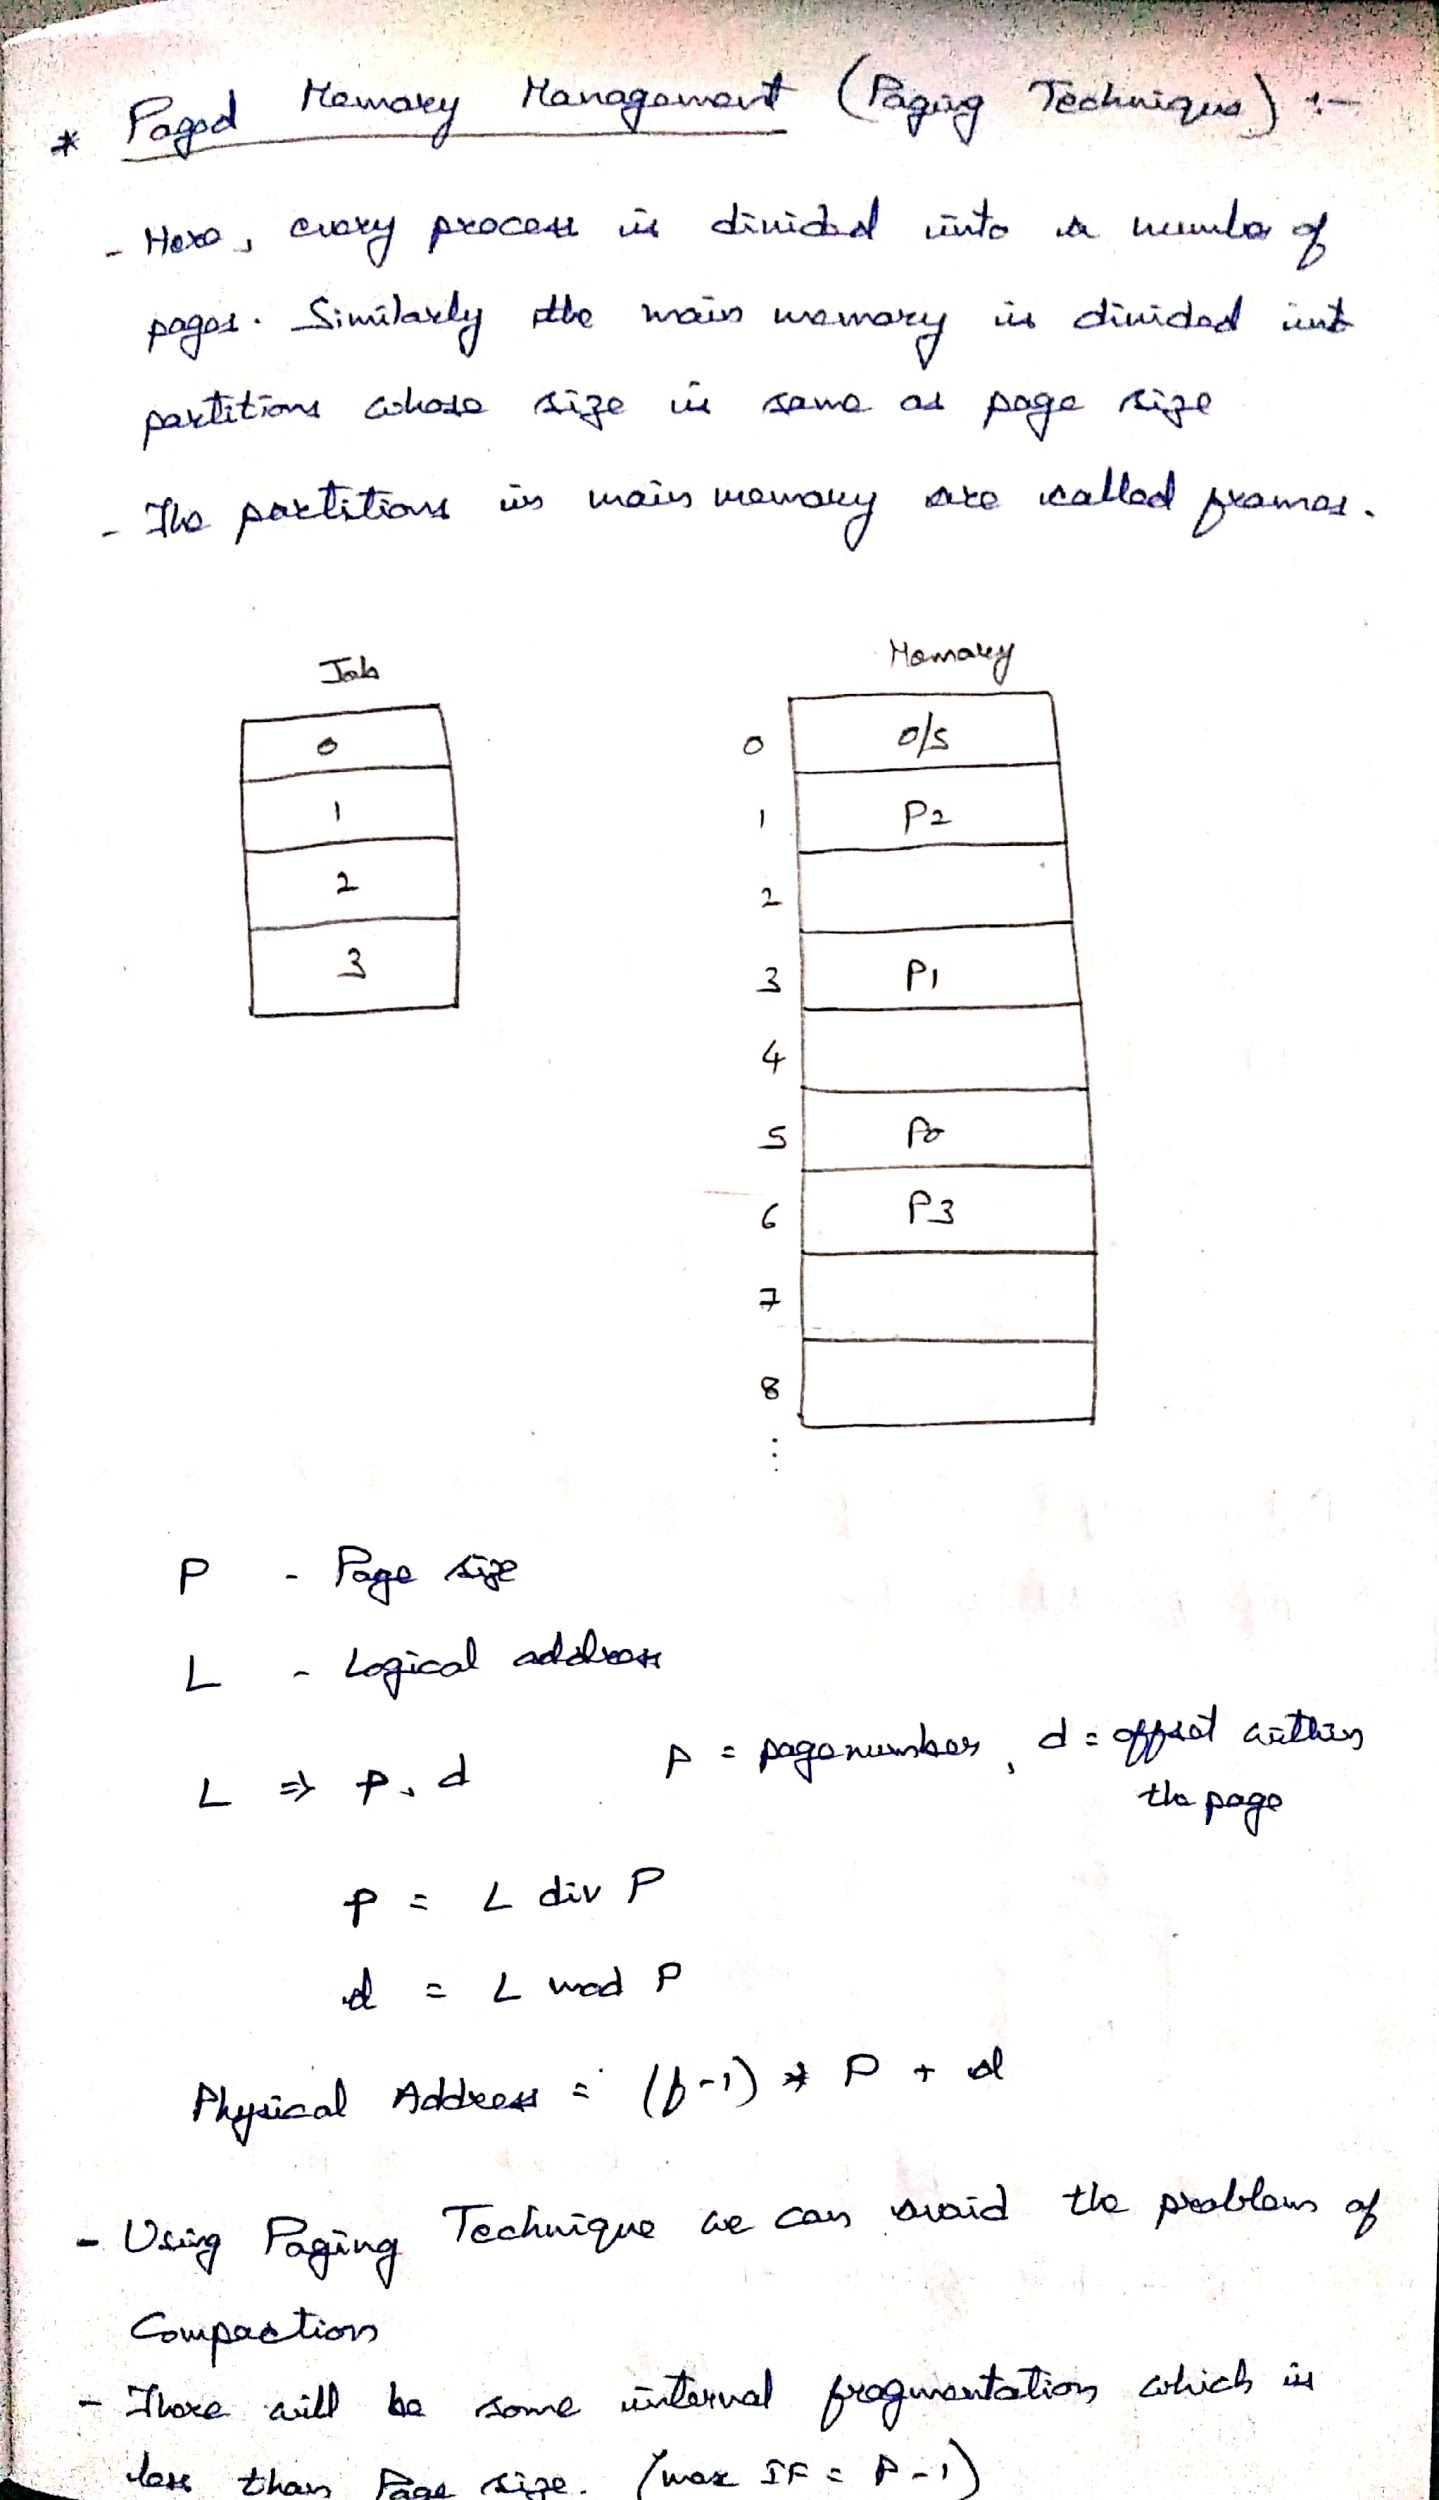 * Paged Memory Management (Paging Technique) :-
- Here, every process is divided into a number of
pages. Similarly the main memory is divided into
partitions whose size is same as page size
- The partitions in main memory are called frames.
Job
0
1
2
3
Memory
0 O/S
1 P2
2
3 P1
4
5 P0
6 P3
7
8
⋮
P - Page size
L - Logical address
L ⇒ p, d p = page number, d = offset within
the page
p = L div P
d = L mod P
Physical Address = (f-1) * P + d
- Using Paging Technique we can avoid the problem of
Compaction
- There will be some internal fragmentation which is
less than Page size. (max IF = P-1)